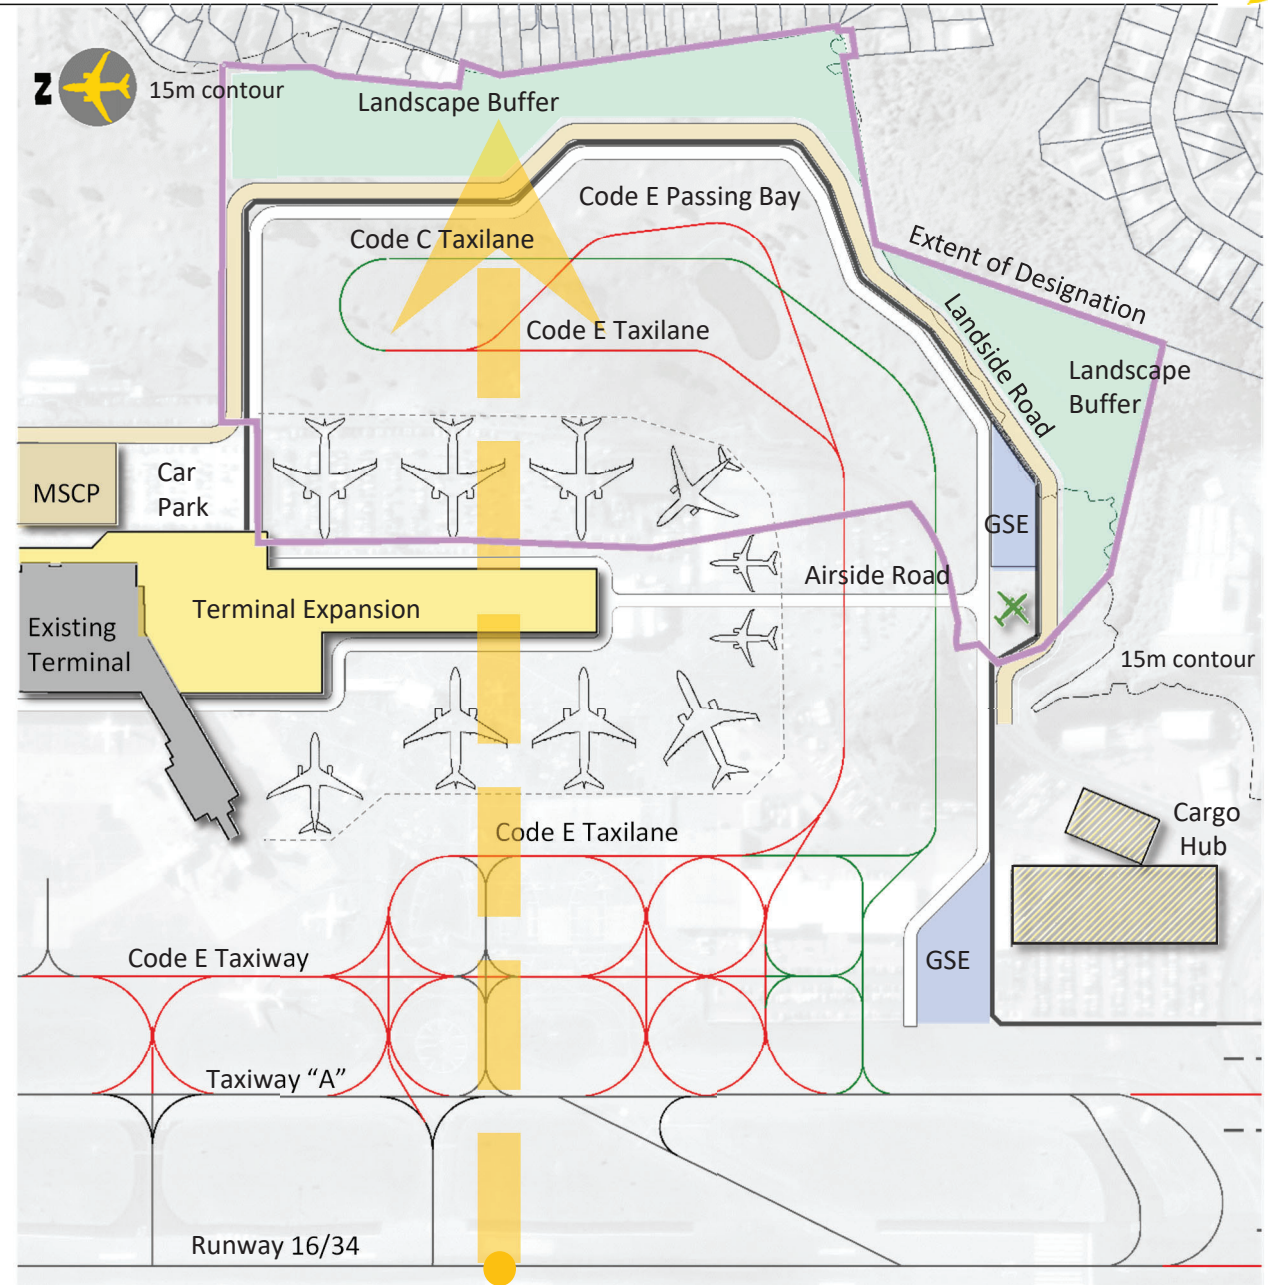 Z
15m contour
Landscape Buffer
Code E Passing Bay
Code C Taxilane
Extent of Designation
Code E Taxilane
Landside Road
Landscape
Buffer
Car
Park
MSCP
GSE
Airside Road
Terminal Expansion
Existing
Terminal
15m contour
Code E Taxilane
Cargo
Hub
Code E Taxiway
GSE
Taxiway “A”
Runway 16/34